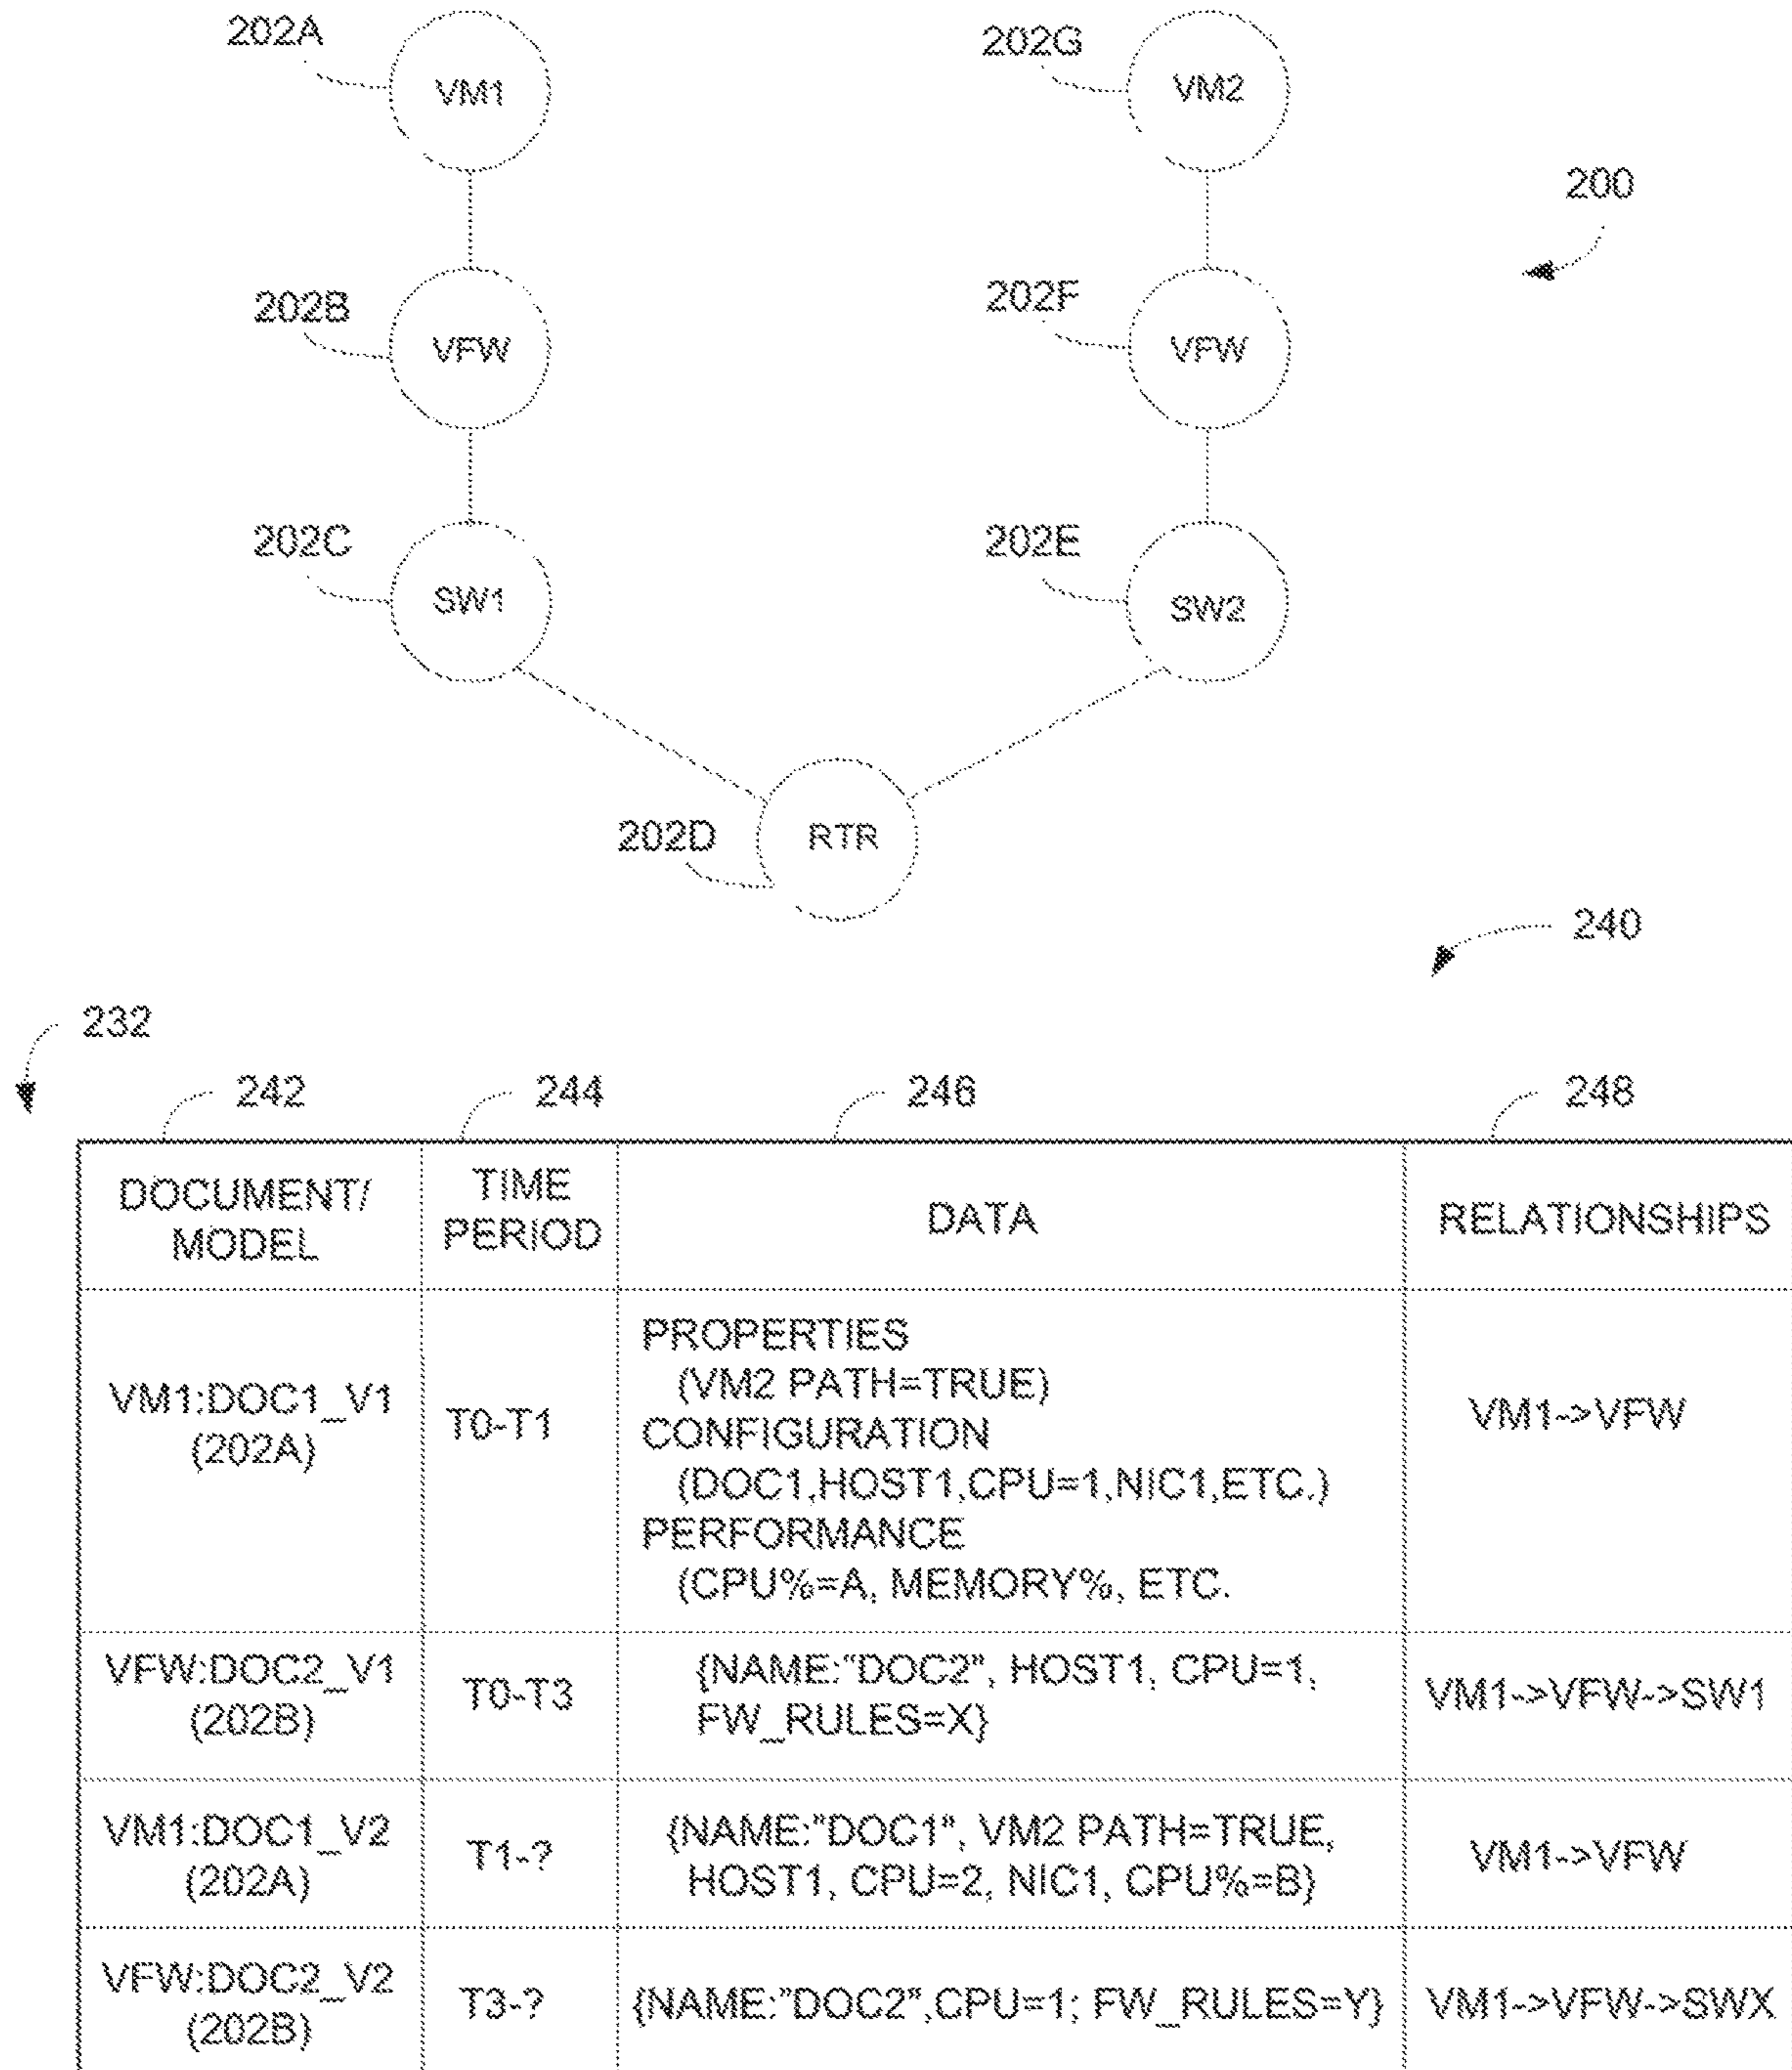 202A
VM1
202G
VM2
200
202B
VFW
202F
VFW
202C
SW1
202E
SW2
202D
RTR
240
232
242
244
246
248
DOCUMENT/
MODEL
TIME
PERIOD
DATA
RELATIONSHIPS
VM1:DOC1_V1
(202A)
T0-T1
PROPERTIES
(VM2 PATH=TRUE)
CONFIGURATION
(DOC1,HOST1,CPU=1,NIC1,ETC.)
PERFORMANCE
(CPU%=A, MEMORY%, ETC.
VM1->VFW
VFW:DOC2_V1
(202B)
T0-T3
{NAME:"DOC2", HOST1, CPU=1,
FW_RULES=X}
VM1->VFW->SW1
VM1:DOC1_V2
(202A)
T1-?
{NAME:"DOC1", VM2 PATH=TRUE,
HOST1, CPU=2, NIC1, CPU%=B}
VM1->VFW
VFW:DOC2_V2
(202B)
T3-?
{NAME:"DOC2",CPU=1; FW_RULES=Y}
VM1->VFW->SWX